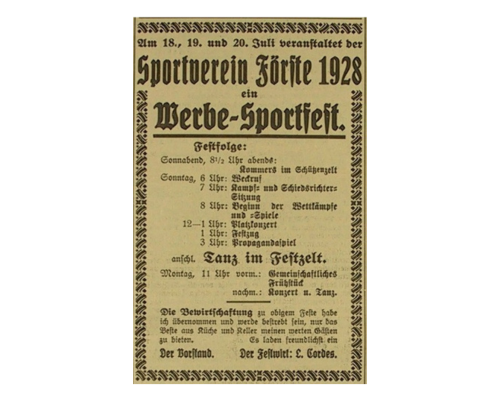 Am 18., 19. und 20. Juli veranstaltet der
Sportverein Förste 1928
ein
Werbe-Sportfest.
Festfolge:
Sonnabend, 8½ Uhr abends:
Kommers im Schützenzelt
Sonntag, 6 Uhr: Weckruf
7 Uhr: Kampf- und Schiedsrichter-
Sitzung
8 Uhr: Beginn der Wettkämpfe
und -Spiele
12—1 Uhr: Platzkonzert
1 Uhr: Festzug
3 Uhr: Propagandaspiel
anschl. Tanz im Festzelt.
Montag, 11 Uhr vorm.: Gemeinschaftliches
Frühstück
nachm.: Konzert u. Tanz.
Die Bewirtschaftung zu obigem Feste habe
ich übernommen und werde bestrebt sein, nur das
Beste aus Küche und Keller meinen werten Gästen
zu bieten. Es laden freundlichst ein
Der Vorstand. Der Festwirt: L. Cordes.